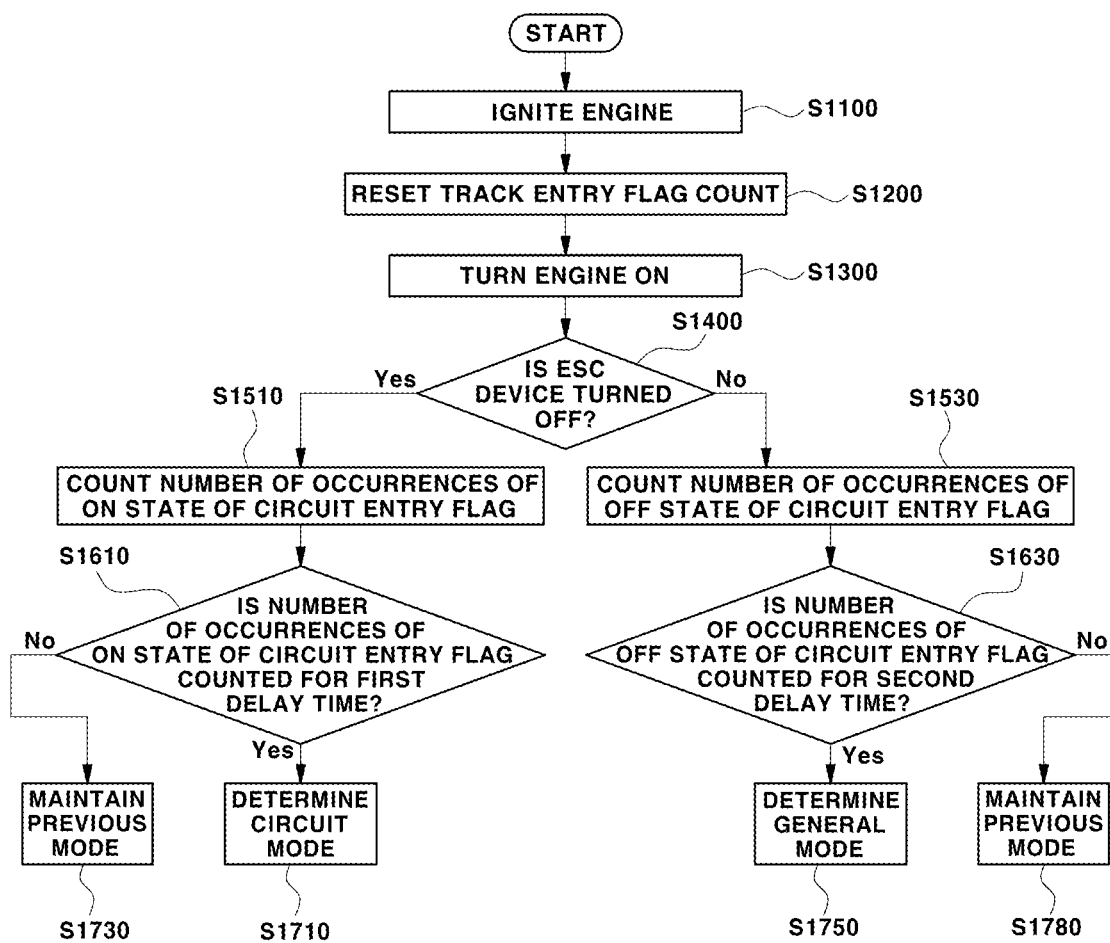 START
IGNITE ENGINE
S1100
RESET TRACK ENTRY FLAG COUNT
S1200
TURN ENGINE ON
S1300
S1400
IS ESC
DEVICE TURNED
OFF?
Yes
No
S1510
COUNT NUMBER OF OCCURRENCES OF
ON STATE OF CIRCUIT ENTRY FLAG
S1530
COUNT NUMBER OF OCCURRENCES OF
OFF STATE OF CIRCUIT ENTRY FLAG
S1610
IS NUMBER
OF OCCURRENCES OF
ON STATE OF CIRCUIT ENTRY FLAG
COUNTED FOR FIRST
DELAY TIME?
No
Yes
S1630
IS NUMBER
OF OCCURRENCES OF
OFF STATE OF CIRCUIT ENTRY FLAG
COUNTED FOR SECOND
DELAY TIME?
No
Yes
MAINTAIN
PREVIOUS
MODE
S1730
DETERMINE
CIRCUIT
MODE
S1710
DETERMINE
GENERAL
MODE
S1750
MAINTAIN
PREVIOUS
MODE
S1780